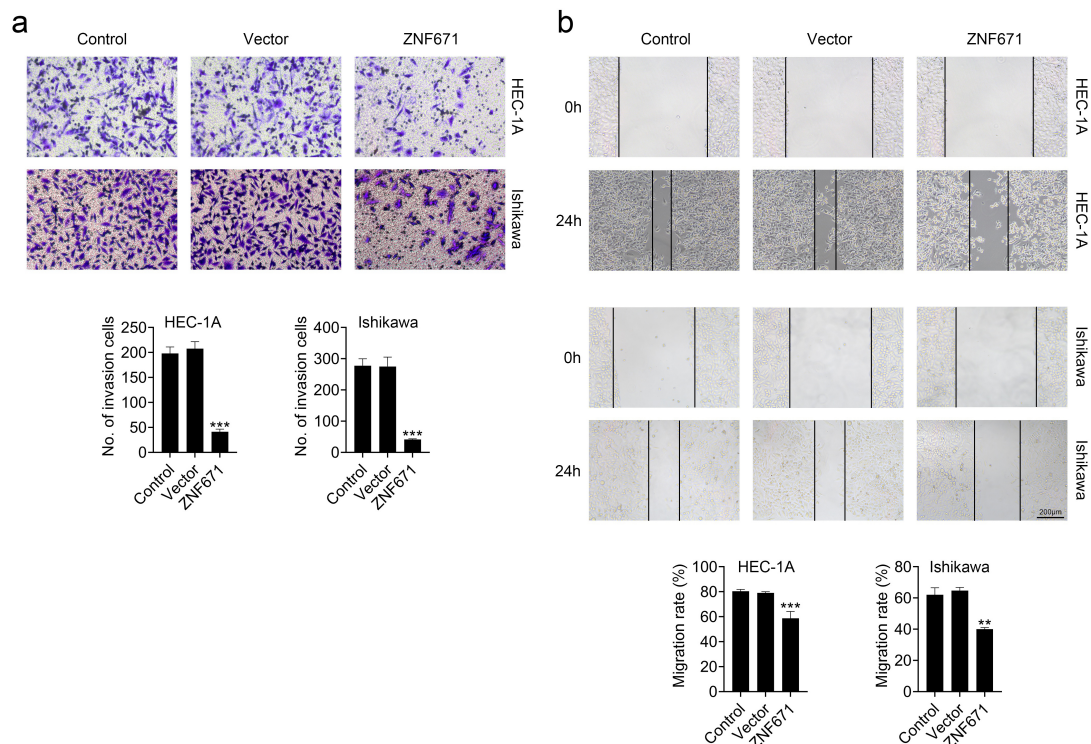 a
Control Vector ZNF671
HEC-1A
Ishikawa
HEC-1A
No. of invasion cells
250
200
150
100
50
0
***
Control Vector ZNF671
Ishikawa
No. of invasion cells
400
300
200
100
0
***
Control Vector ZNF671
b
Control Vector ZNF671
0h HEC-1A
24h HEC-1A
0h Ishikawa
24h Ishikawa
200μm
HEC-1A
Migration rate (%)
100
80
60
40
20
0
***
Control Vector ZNF671
Ishikawa
Migration rate (%)
80
60
40
20
0
**
Control Vector ZNF671